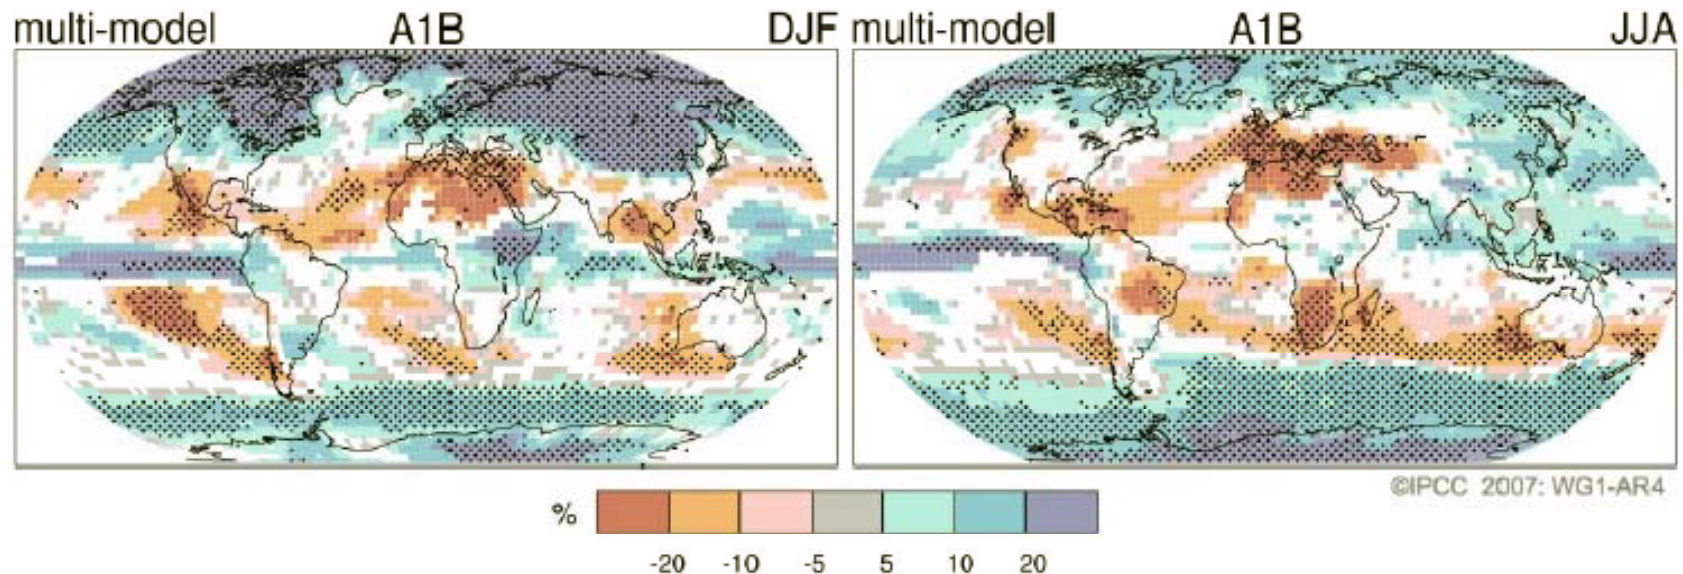 multi-model A1B DJF multi-model A1B JJA
©IPCC 2007: WG1-AR4
%
-20 -10 -5 5 10 20